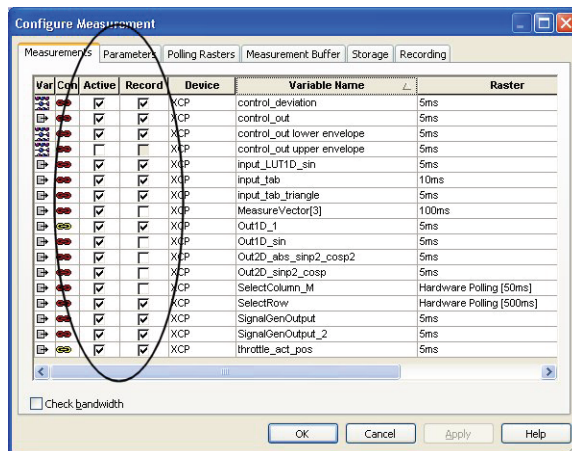 Configure Measurement
Measurements Parameters Polling Rasters Measurement Buffer Storage Recording
Var Con Active Record Device Variable Name Raster
XCP control_deviation 5ms
XCP control_out 5ms
XCP control_out lower envelope 5ms
XCP control_out upper envelope 5ms
XCP input_LUT1D_sin 5ms
XCP input_tab 10ms
XCP input_tab_triangle 5ms
XCP MeasureVector[3] 100ms
XCP Out1D_1 5ms
XCP Out1D_sin 5ms
XCP Out2D_abs_sinp2_cosp2 5ms
XCP Out2D_sinp2_cosp 5ms
XCP SelectColumn_M Hardware Polling [50ms]
XCP SelectRow Hardware Polling [500ms]
XCP SignalGenOutput 5ms
XCP SignalGenOutput_2 5ms
XCP throttle_act_pos 5ms
Check bandwidth
OK Cancel Apply Help